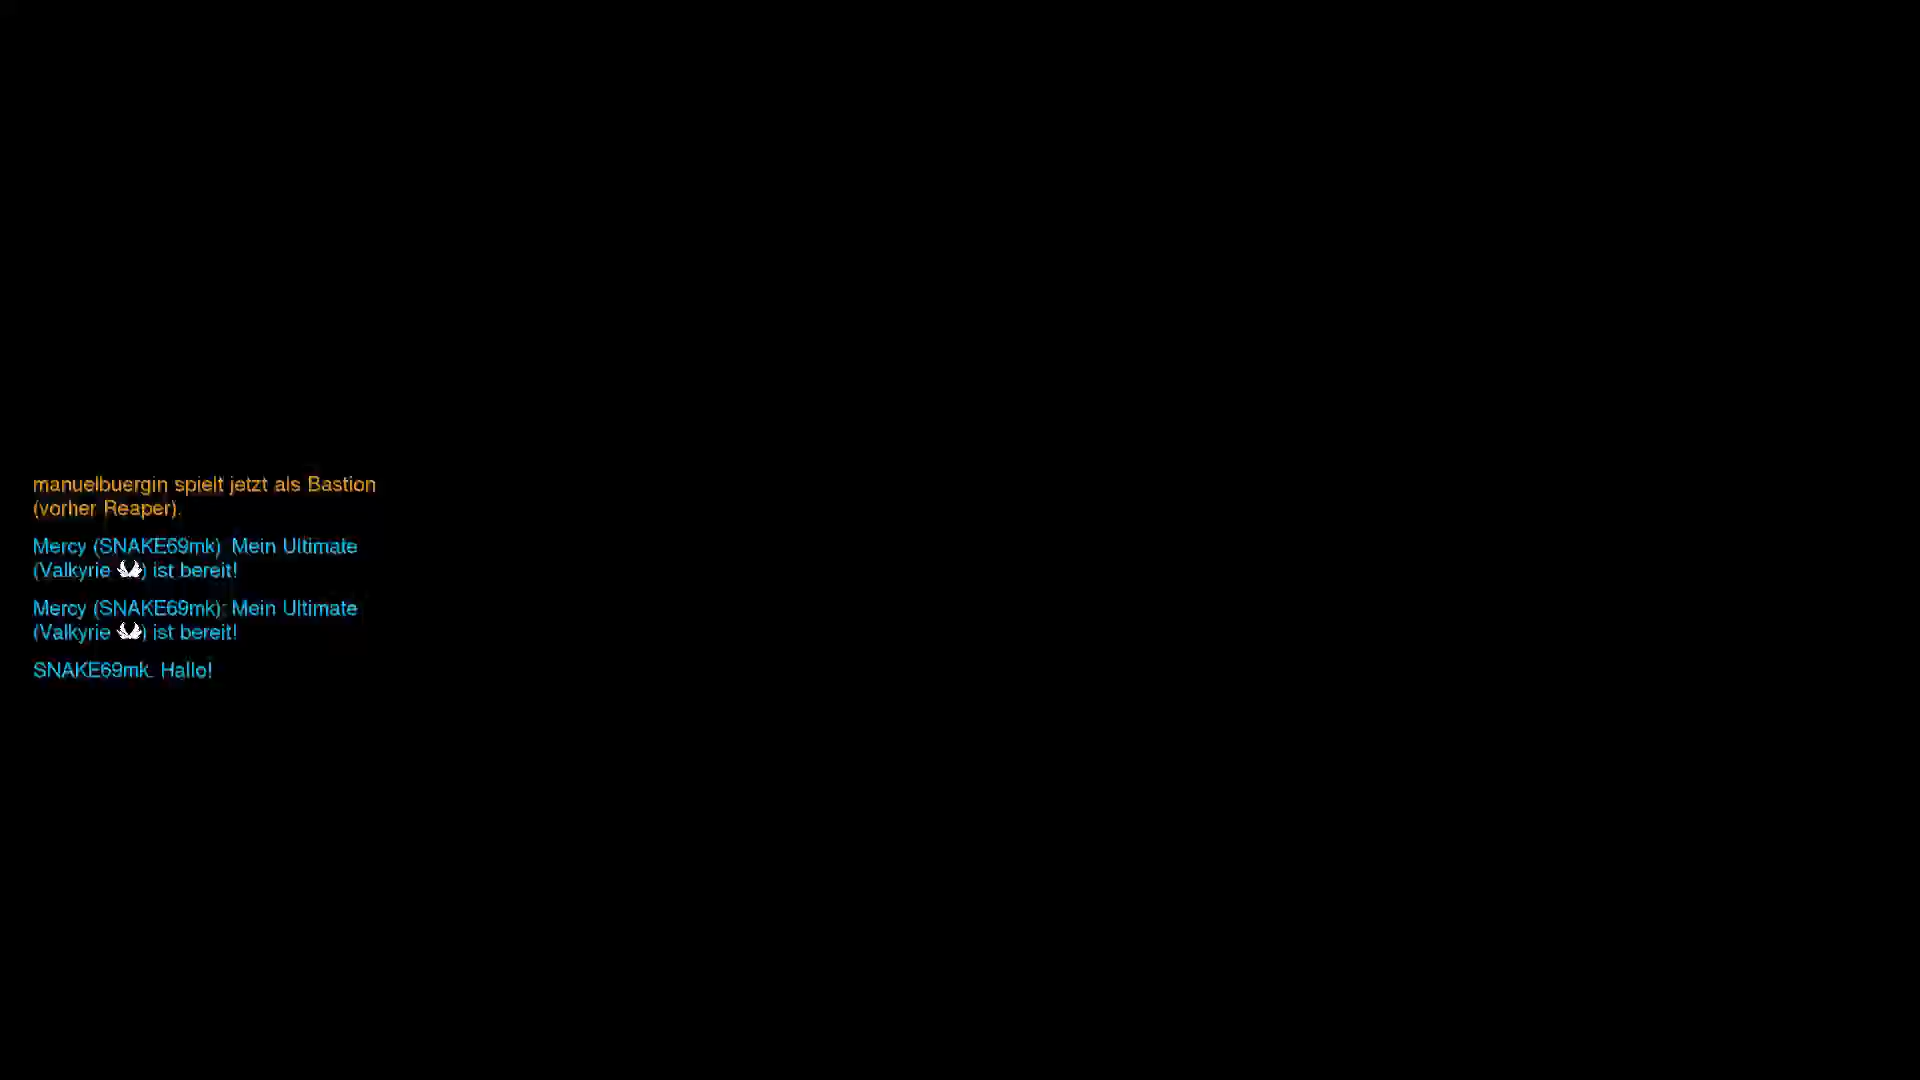 manuelbuergin spielt jetzt als Bastion
(vorher Reaper).
Mercy (SNAKE69mk): Mein Ultimate
(Valkyrie ) ist bereit!
Mercy (SNAKE69mk): Mein Ultimate
(Valkyrie ) ist bereit!
SNAKE69mk: Hallo!